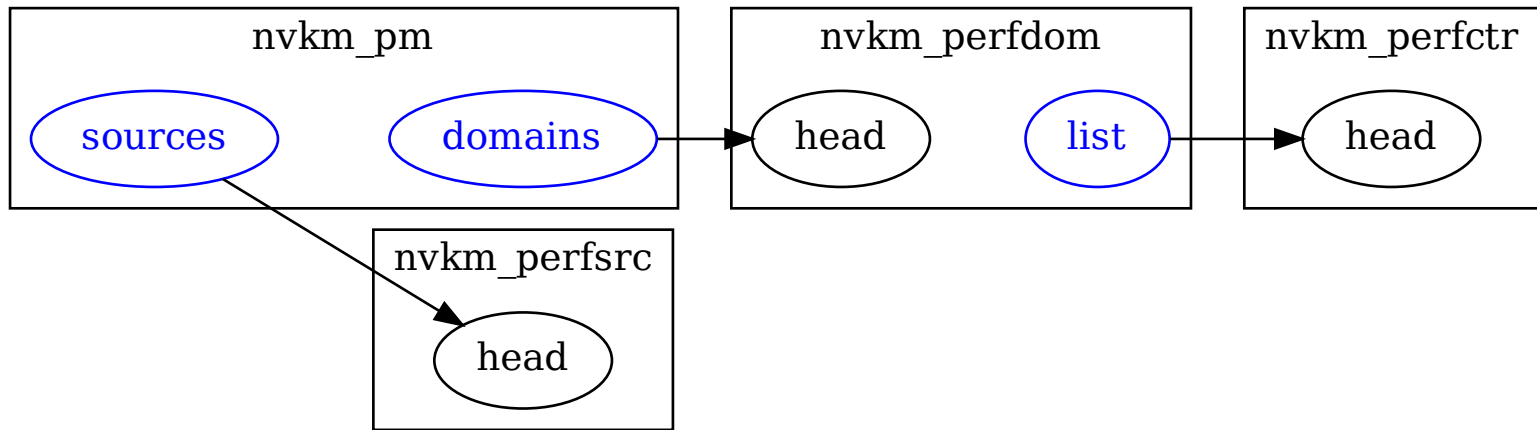 nvkm_pm
sources
domains
nvkm_perfdom
head
list
nvkm_perfctr
head
nvkm_perfsrc
head